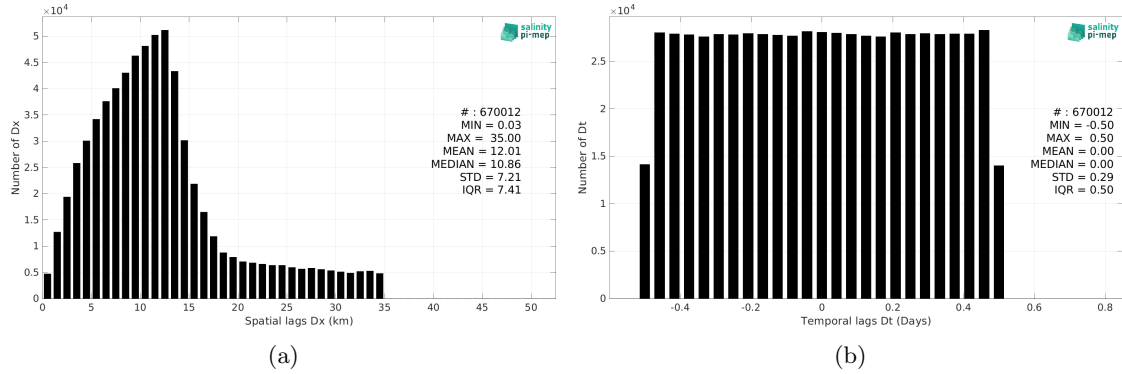 ×10⁴
5
4.5
4
3.5
3
2.5
2
1.5
1
0.5
0
Number of Dx
0 5 10 15 20 25 30 35 40 45 50
Spatial lags Dx (km)
salinity
pi-mep
# : 670012
MIN = 0.03
MAX = 35.00
MEAN = 12.01
MEDIAN = 10.86
STD = 7.21
IQR = 7.41
(a)
×10⁴
2.5
2
1.5
1
0.5
0
Number of Dt
-0.4 -0.2 0 0.2 0.4 0.6 0.8
Temporal lags Dt (Days)
salinity
pi-mep
# : 670012
MIN = -0.50
MAX = 0.50
MEAN = 0.00
MEDIAN = 0.00
STD = 0.29
IQR = 0.50
(b)